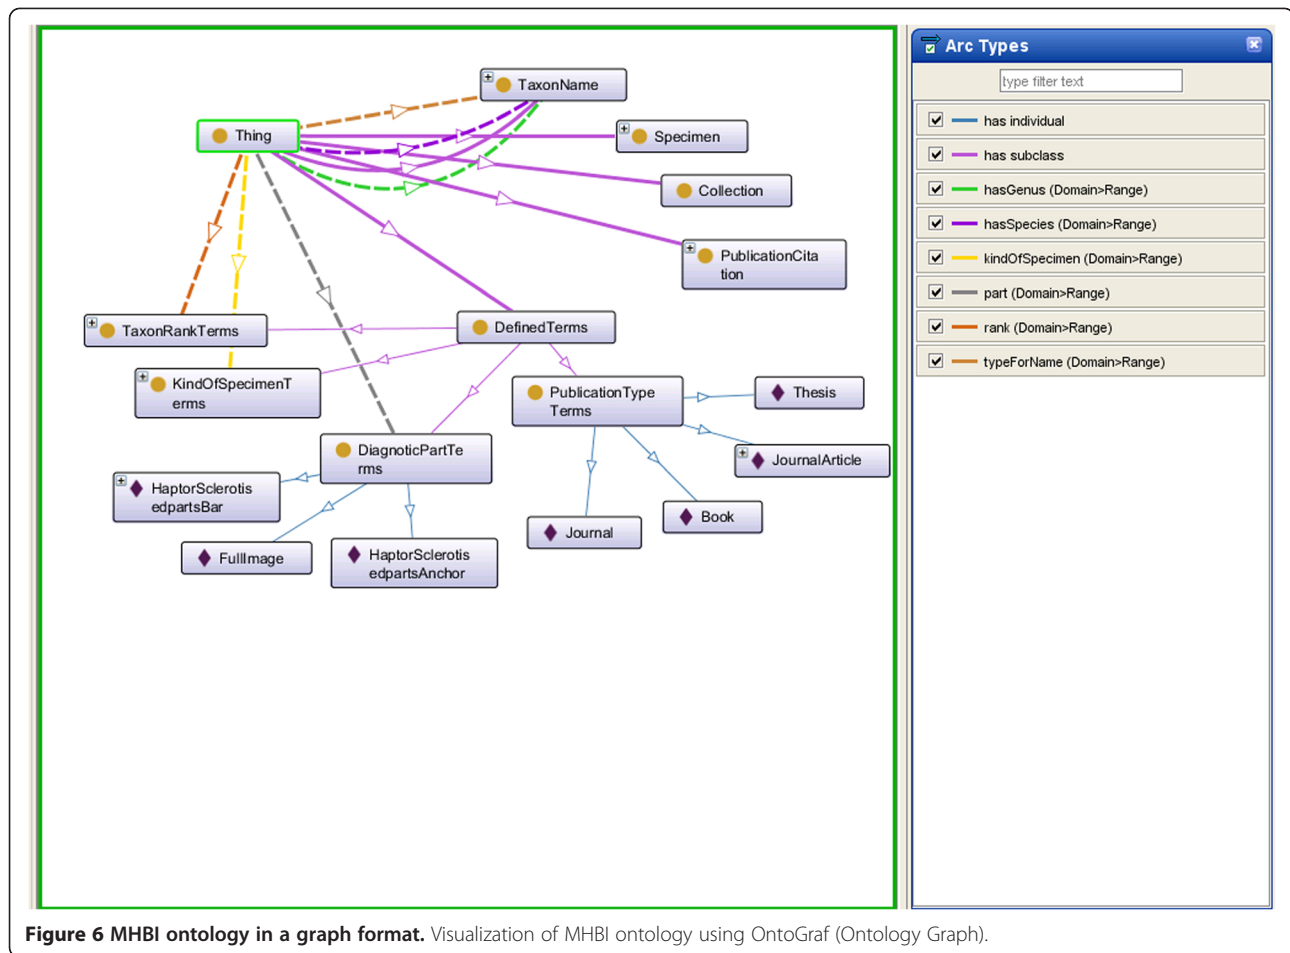 TaxonName
Thing
Specimen
Collection
PublicationCita
tion
TaxonRankTerms
DefinedTerms
KindOfSpecimenT
erms
PublicationType
Terms
Thesis
DiagnoticPartTe
rms
JournalArticle
HaptorSclerotis
edpartsBar
Book
Journal
FullImage
HaptorSclerotis
edpartsAnchor
Arc Types
type filter text
has individual
has subclass
hasGenus (Domain>Range)
hasSpecies (Domain>Range)
kindOfSpecimen (Domain>Range)
part (Domain>Range)
rank (Domain>Range)
typeForName (Domain>Range)
Figure 6 MHBI ontology in a graph format. Visualization of MHBI ontology using OntoGraf (Ontology Graph).